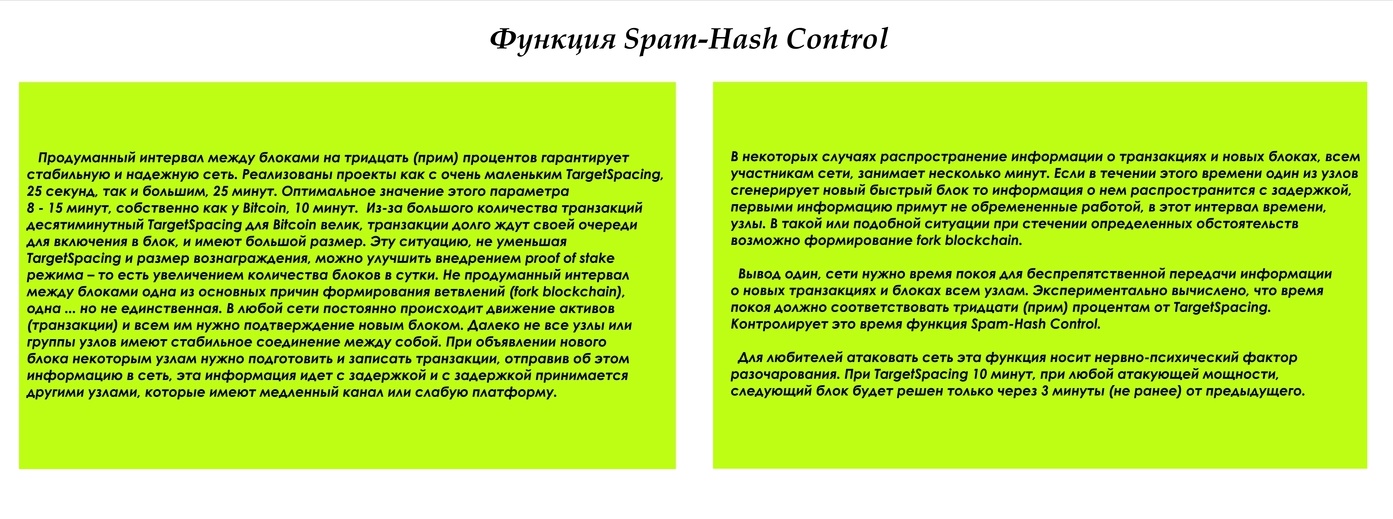 Функция Spam-Hash Control
Продуманный интервал между блоками на тридцать (прим) процентов гарантирует
стабильную и надежную сеть. Реализованы проекты как с очень маленьким TargetSpacing,
25 секунд, так и большим, 25 минут. Оптимальное значение этого параметра
8 - 15 минут, собственно как у Bitcoin, 10 минут. Из-за большого количества транзакций
десятиминутный TargetSpacing для Bitcoin велик, транзакции долго ждут своей очереди
для включения в блок, и имеют большой размер. Эту ситуацию, не уменьшая
TargetSpacing и размер вознаграждения, можно улучшить внедрением proof of stake
режима – то есть увеличением количества блоков в сутки. Не продуманный интервал
между блоками одна из основных причин формирования ветвлений (fork blockchain),
одна ... но не единственная. В любой сети постоянно происходит движение активов
(транзакции) и всем им нужно подтверждение новым блоком. Далеко не все узлы или
группы узлов имеют стабильное соединение между собой. При объявлении нового
блока некоторым узлам нужно подготовить и записать транзакции, отправив об этом
информацию в сеть, эта информация идет с задержкой и с задержкой принимается
другими узлами, которые имеют медленный канал или слабую платформу.
В некоторых случаях распространение информации о транзакциях и новых блоках, всем
участникам сети, занимает несколько минут. Если в течении этого времени один из узлов
сгенерирует новый быстрый блок то информация о нем распространится с задержкой,
первыми информацию примут не обремененные работой, в этот интервал времени,
узлы. В такой или подобной ситуации при стечении определенных обстоятельств
возможно формирование fork blockchain.
Вывод один, сети нужно время покоя для беспрепятственной передачи информации
о новых транзакциях и блоках всем узлам. Экспериментально вычислено, что время
покоя должно соответствовать тридцати (прим) процентам от TargetSpacing.
Контролирует это время функция Spam-Hash Control.
Для любителей атаковать сеть эта функция носит нервно-психический фактор
разочарования. При TargetSpacing 10 минут, при любой атакующей мощности,
следующий блок будет решен только через 3 минуты (не ранее) от предыдущего.